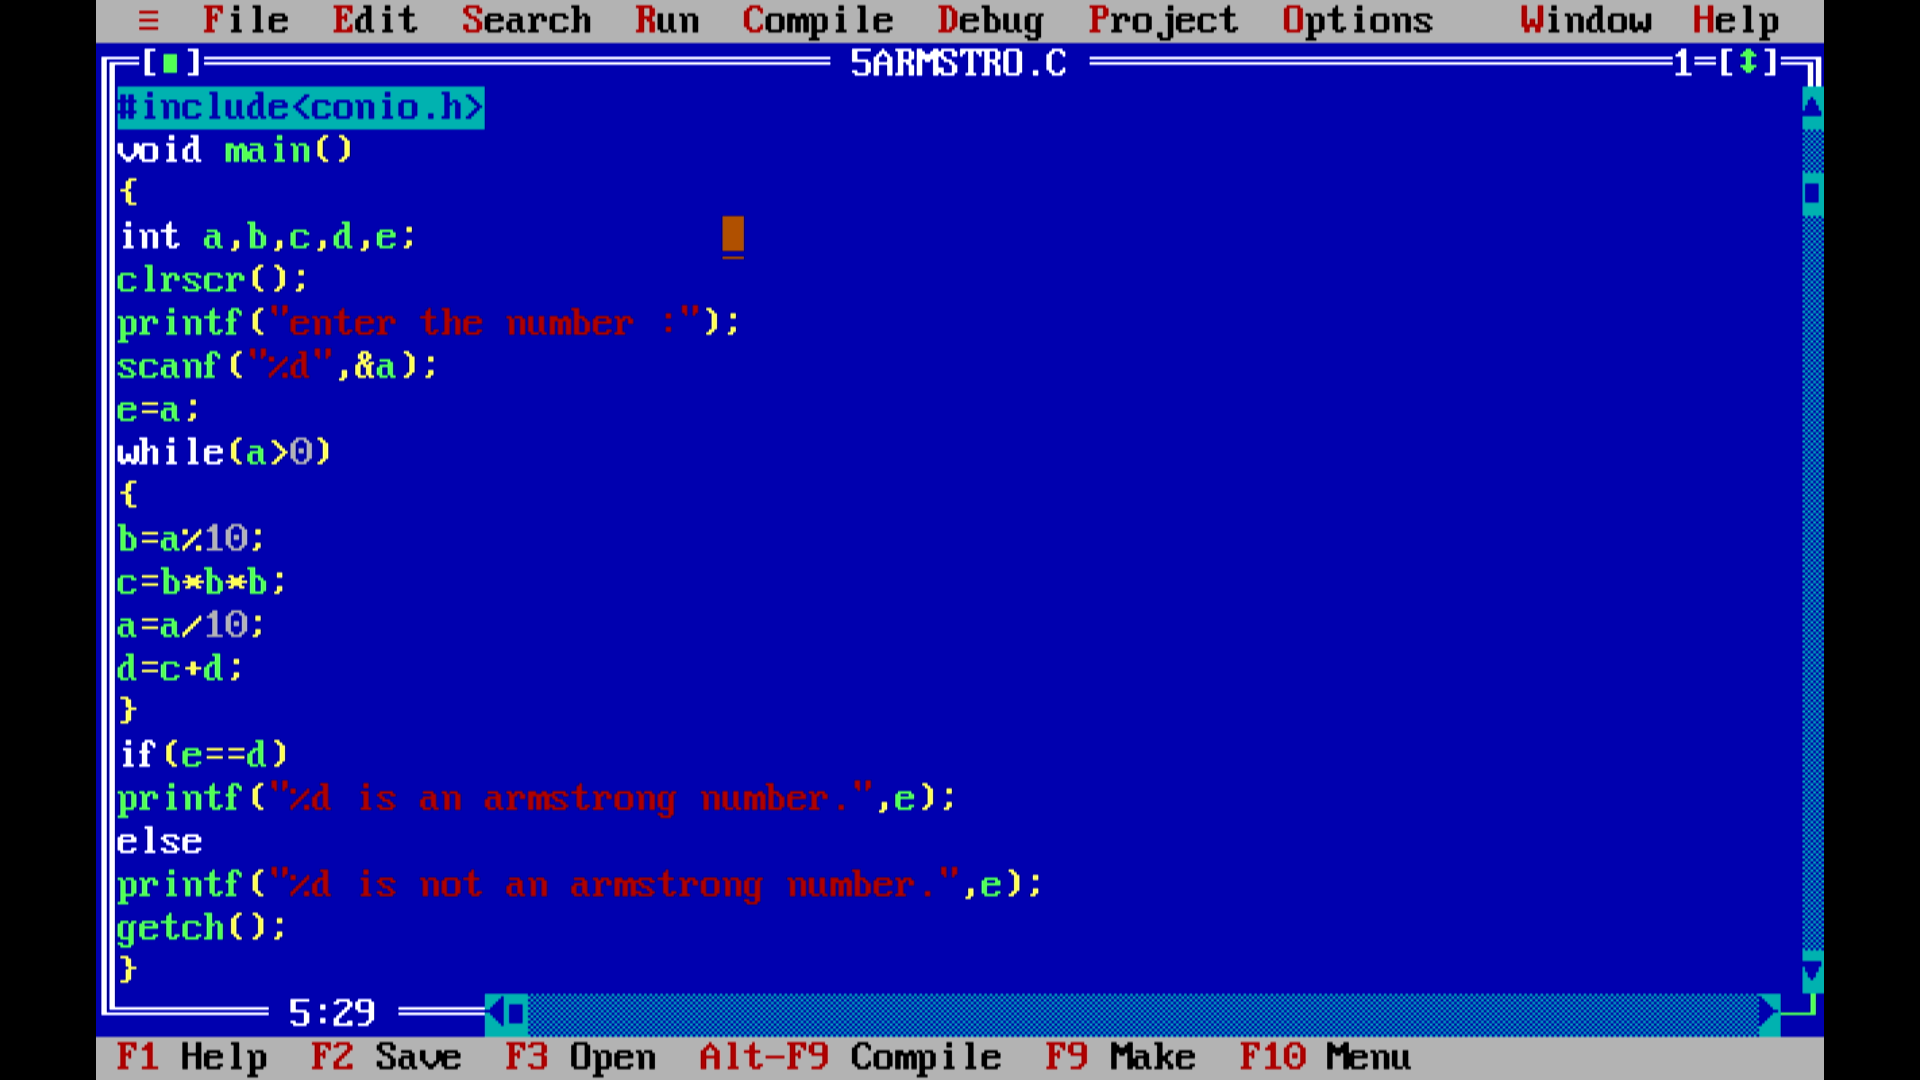 ≡ File Edit Search Run Compile Debug Project Options Window Help
[■] 5ARMSTRO.C 1=[↕]
#include<conio.h>
void main()
{
int a,b,c,d,e;
clrscr();
printf("enter the number :");
scanf("%d",&a);
e=a;
while(a>0)
{
b=a%10;
c=b*b*b;
a=a/10;
d=c+d;
}
if(e==d)
printf("%d is an armstrong number.",e);
else
printf("%d is not an armstrong number.",e);
getch();
}
5:29
F1 Help F2 Save F3 Open Alt-F9 Compile F9 Make F10 Menu